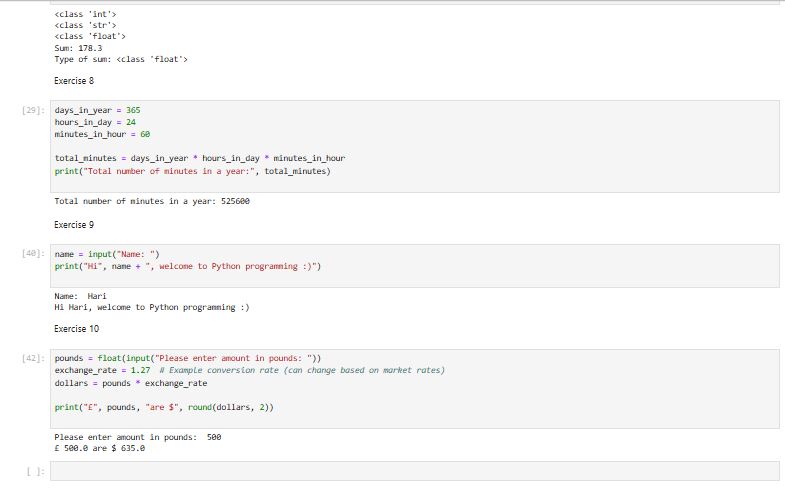 <class 'int'>
<class 'str'>
<class 'float'>
Sum: 178.3
Type of sum: <class 'float'>
Exercise 8
[29]: days_in_year = 365
hours_in_day = 24
minutes_in_hour = 60
total_minutes = days_in_year * hours_in_day * minutes_in_hour
print("Total number of minutes in a year:", total_minutes)
Total number of minutes in a year: 525600
Exercise 9
[40]: name = input("Name: ")
print("Hi", name + ", welcome to Python programming :)")
Name:  Hari
Hi Hari, welcome to Python programming :)
Exercise 10
[42]: pounds = float(input("Please enter amount in pounds: "))
exchange_rate = 1.27  # Example conversion rate (can change based on market rates)
dollars = pounds * exchange_rate
print("£", pounds, "are $", round(dollars, 2))
Please enter amount in pounds:  500
£ 500.0 are $ 635.0
[ ]: